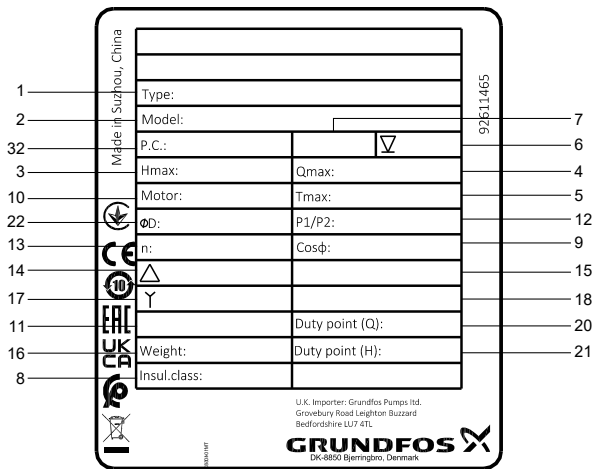 Made in Suzhou, China
92611465
1
Type:
2
Model:
7
32
P.C.:
6
3
Hmax:
Qmax:
4
10
Motor:
Tmax:
5
22
ΦD:
P1/P2:
12
13
n:
Cosϕ:
9
14
15
17
Y
18
11
Duty point (Q):
20
16
Weight:
Duty point (H):
21
8
Insul.class:
CE
10
EAC
UK
CA
U.K. Importer: Grundfos Pumps ltd.
Grovebury Road Leighton Buzzard
Bedfordshire LU7 4TL
GRUNDFOS
DK-8850 Bjerringbro, Denmark